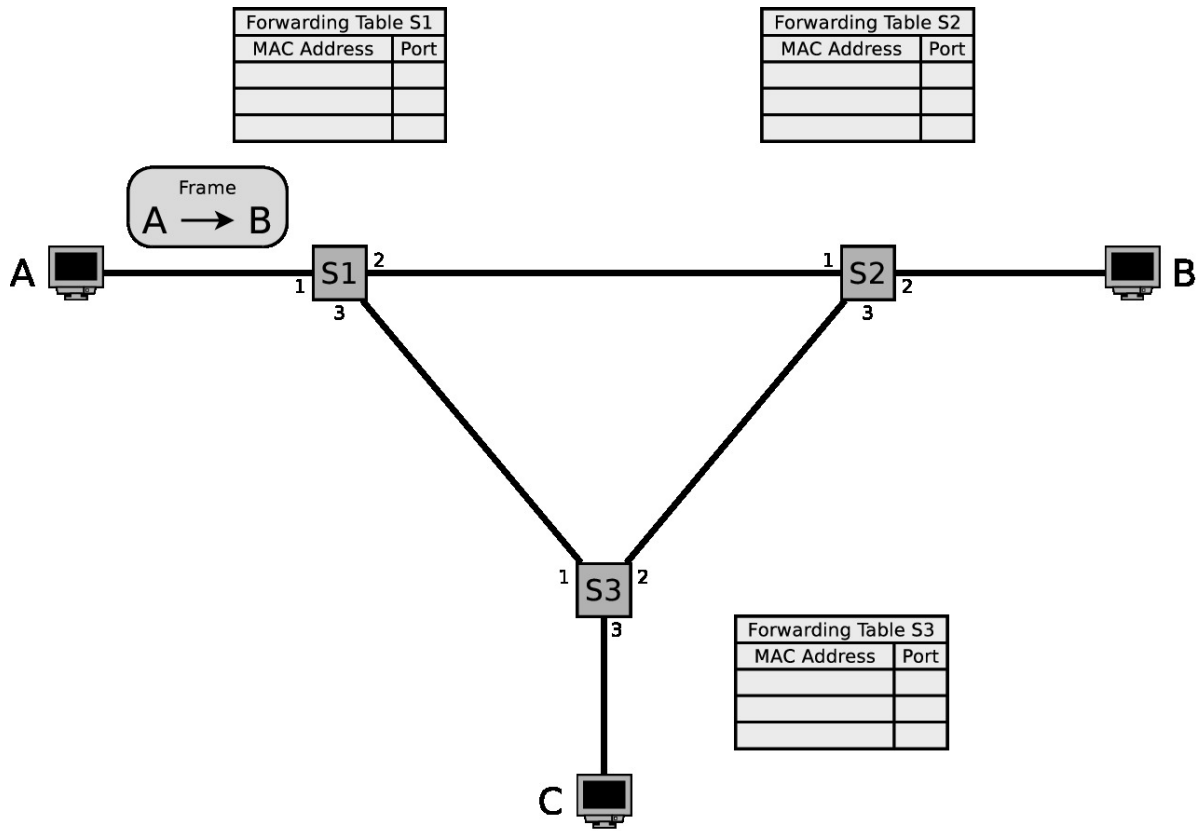 Forwarding Table S1
MAC Address Port
Forwarding Table S2
MAC Address Port
Frame
A B
A
1
S1
2
3
1
S2
2
3
B
1
S3
2
3
Forwarding Table S3
MAC Address Port
C